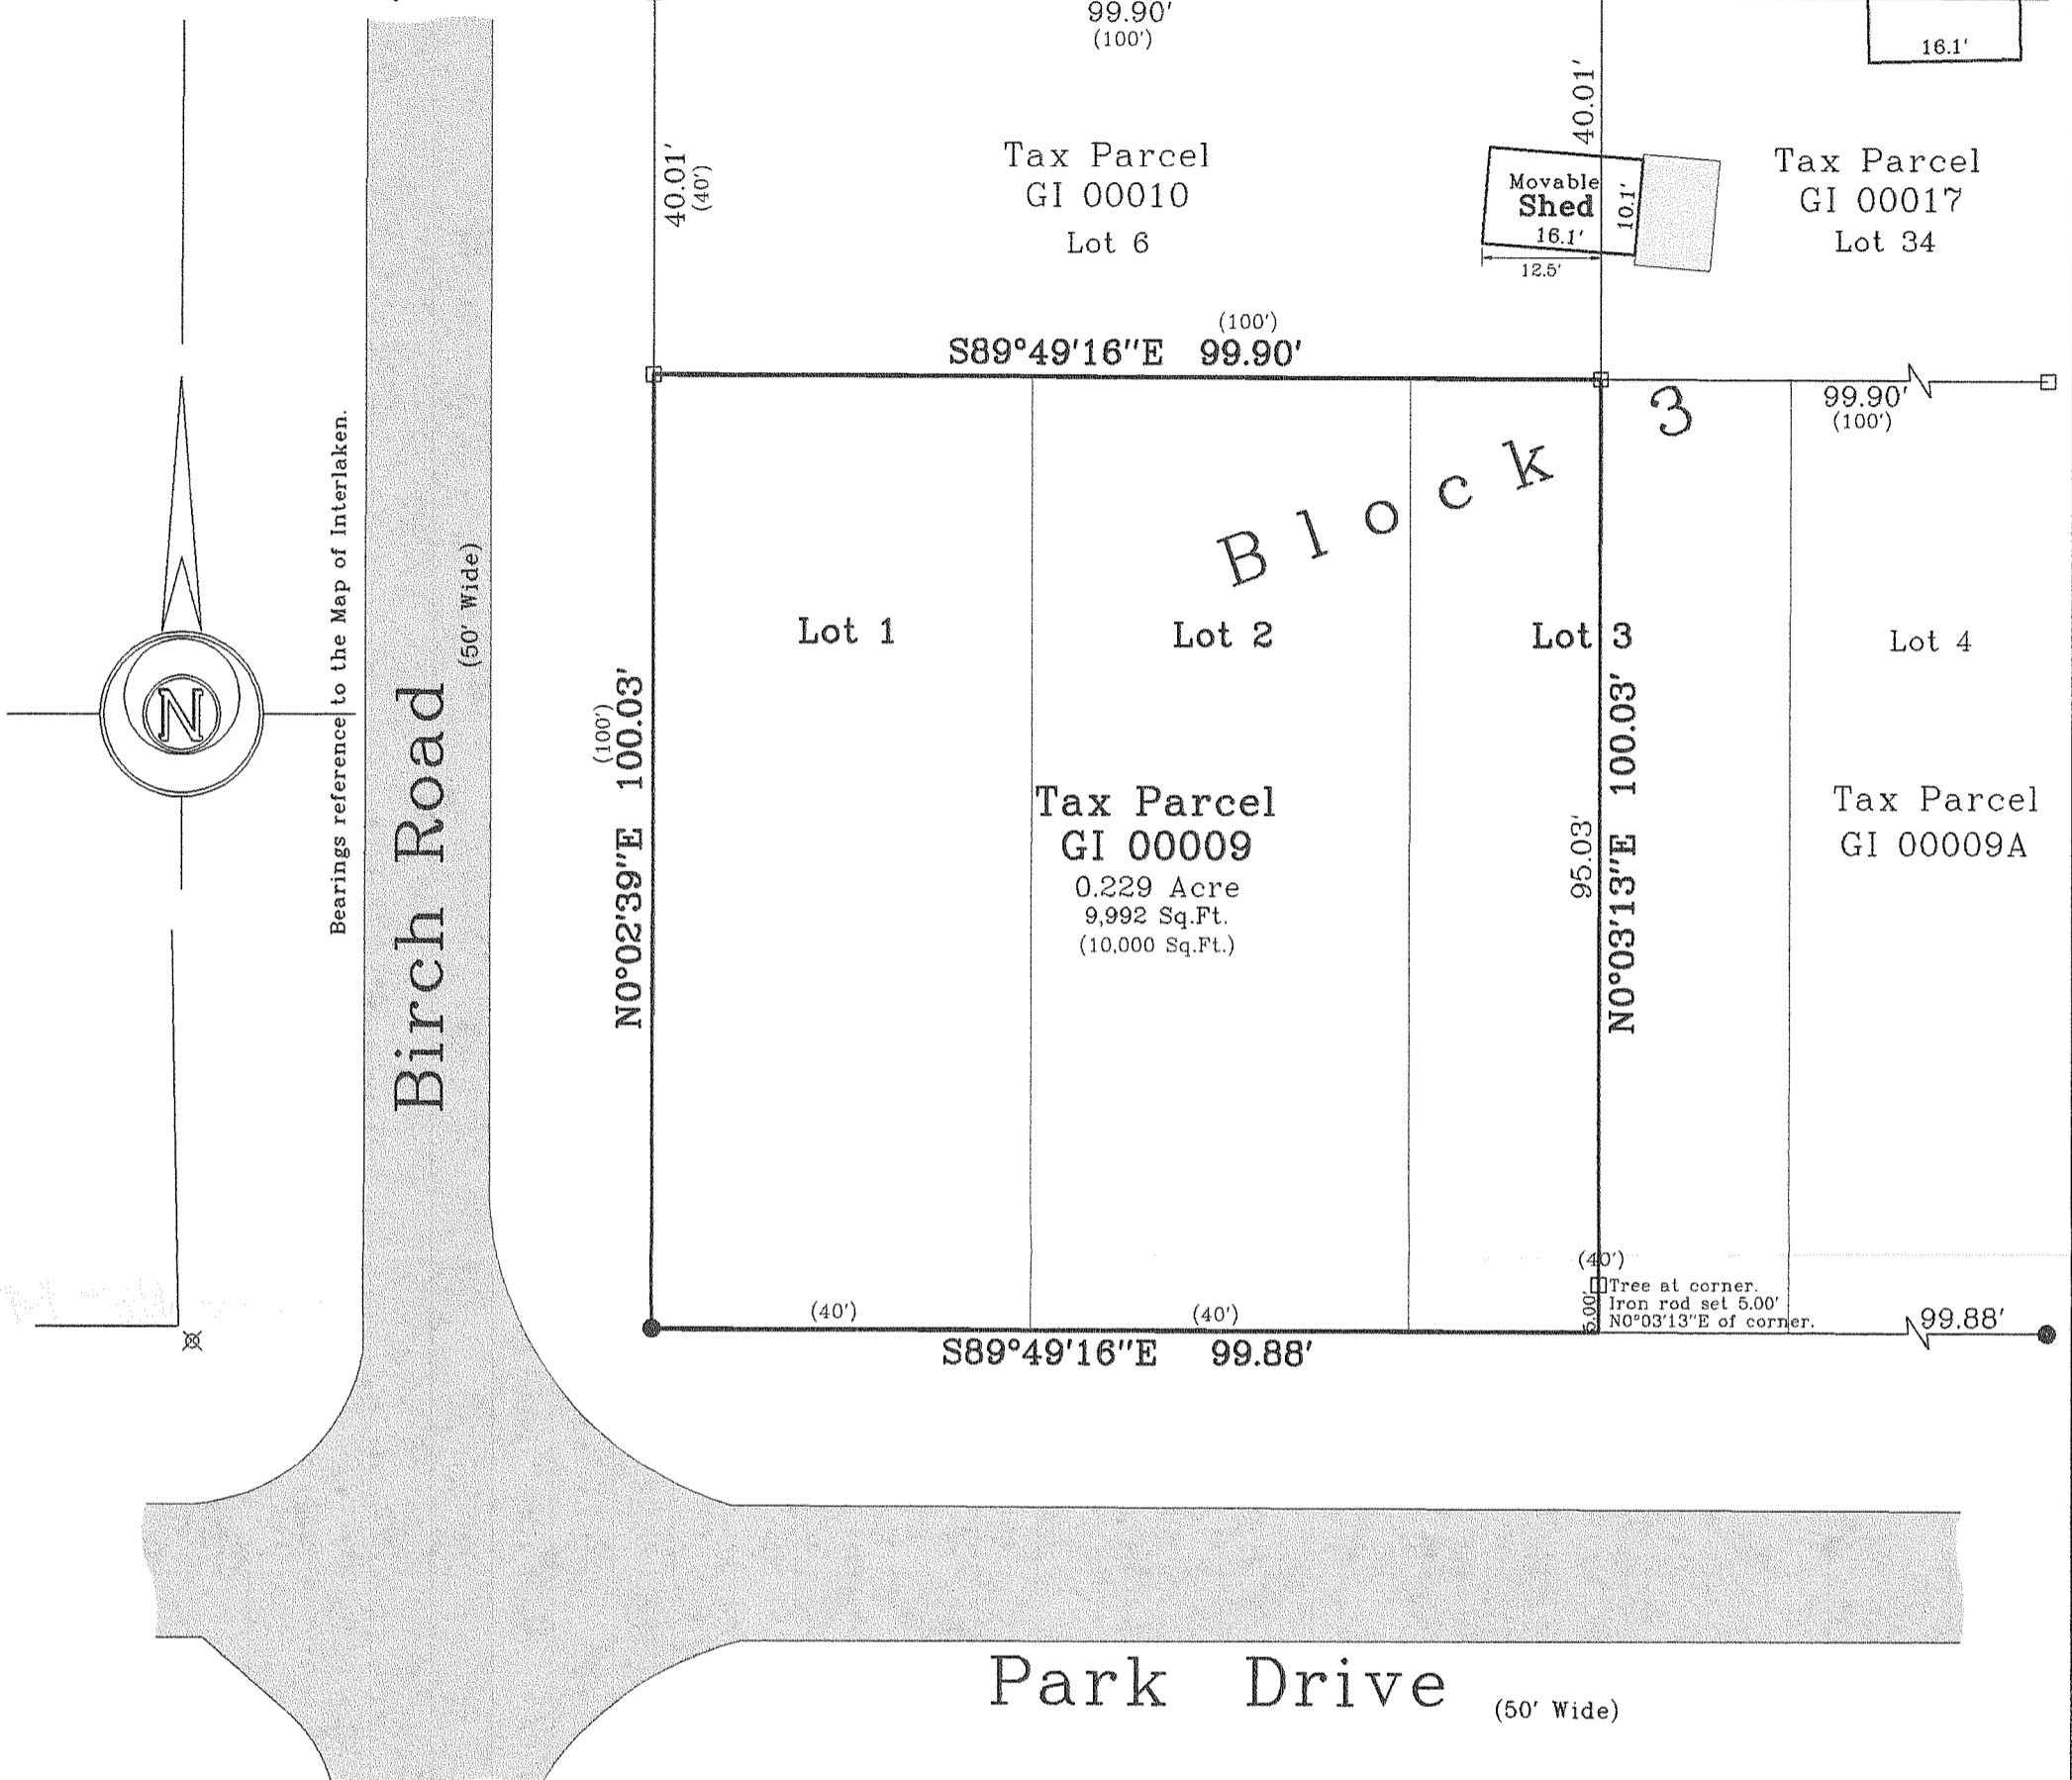 99.90'
(100')
16.1'
40.01'
(40')
40.01'
Tax Parcel
GI 00010
Lot 6
Movable
Shed
16.1'
10.1'
12.5'
Tax Parcel
GI 00017
Lot 34
(100')
S89°49'16"E 99.90'
99.90'
(100')
Block 3
Bearings reference to the Map of Interlaken.
N
Birch Road
(50' Wide)
(100')
N0°02'39"E 100.03'
Lot 1
Lot 2
Lot 3
Lot 4
Tax Parcel
GI 00009
0.229 Acre
9,992 Sq.Ft.
(10,000 Sq.Ft.)
95.03'
N0°03'13"E 100.03'
Tax Parcel
GI 00009A
(40')
(40')
(40')
5.00'
Tree at corner.
Iron rod set 5.00'
N0°03'13"E of corner.
99.88'
S89°49'16"E 99.88'
Park Drive (50' Wide)